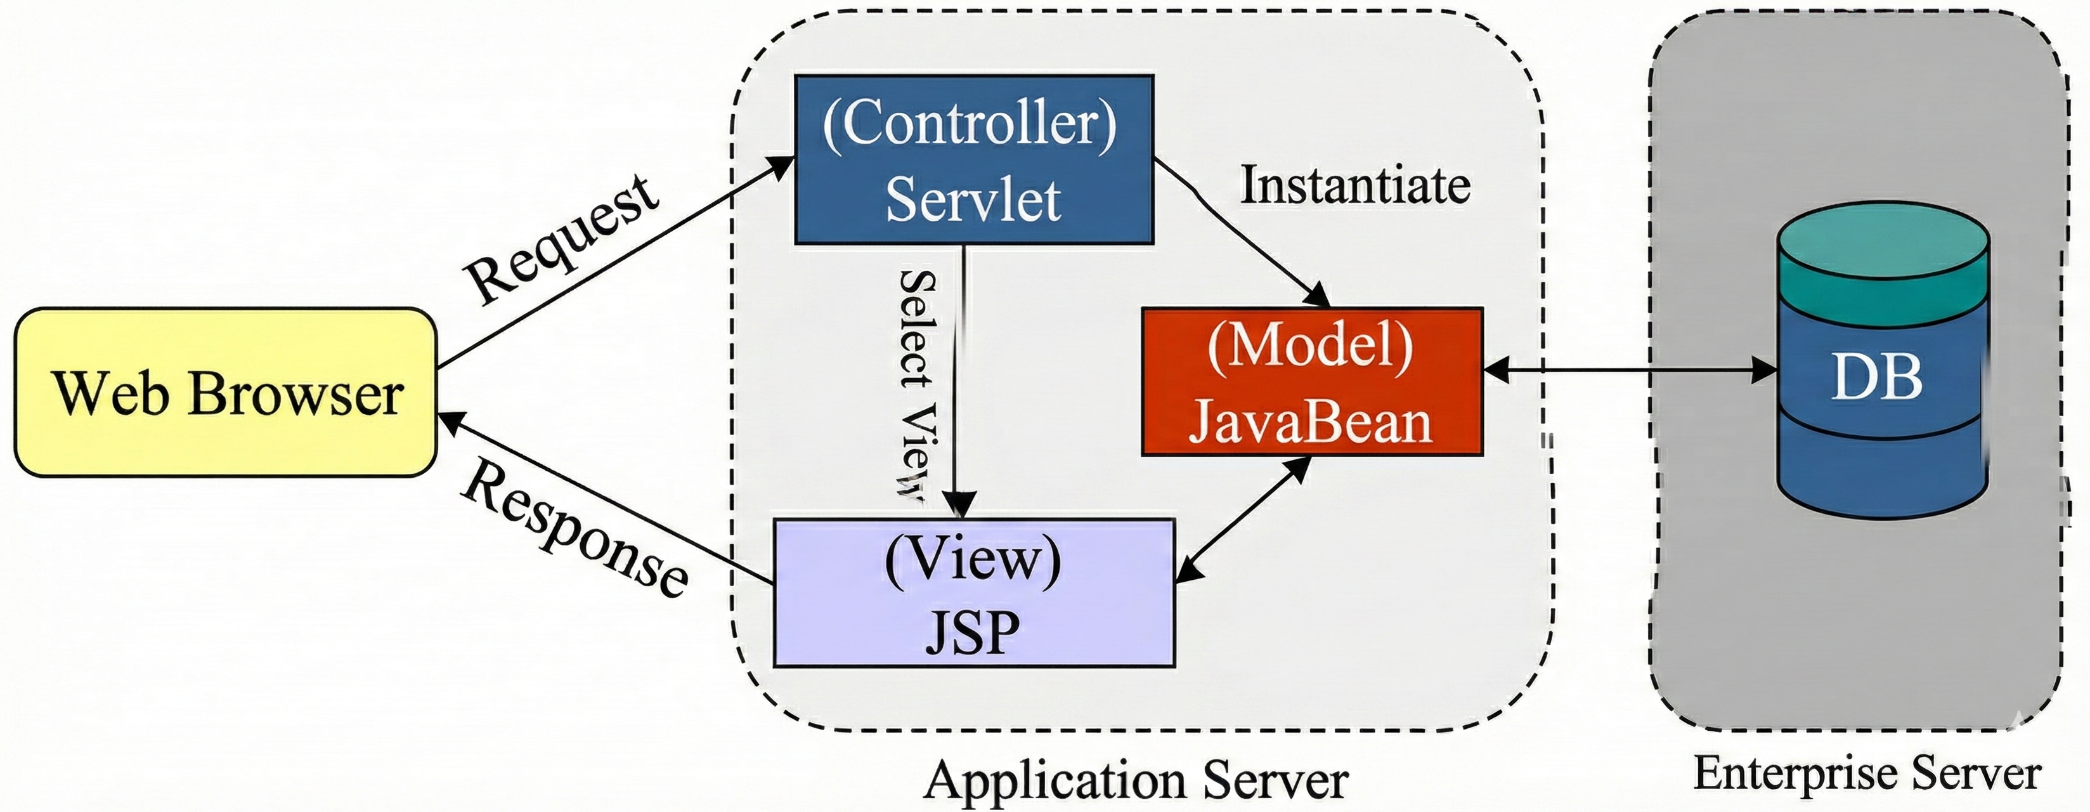 (Controller)
Servlet
Instantiate
Request
Select View
Web Browser
(Model)
JavaBean
DB
Response
(View)
JSP
Application Server
Enterprise Server